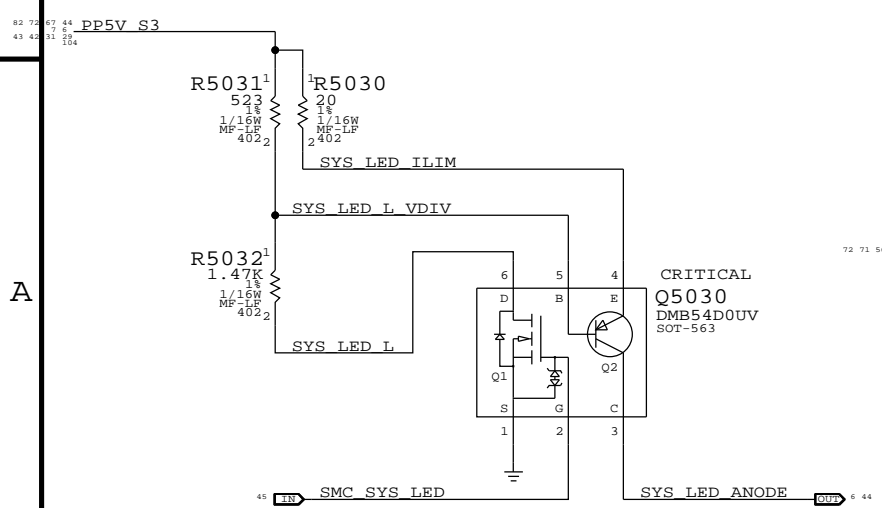 82 72 67 44
7 6
43 42 31 29
104
PP5V_S3
R5031
1
523
1%
1/16W
MF-LF
402
2
1
R5030
20
1%
1/16W
MF-LF
402
2
SYS_LED_ILIM
SYS_LED_L_VDIV
R5032
1
1.47K
1%
1/16W
MF-LF
402
2
A
SYS_LED_L
72 71
6
5
4
CRITICAL
D
B
E
Q5030
DMB54D0UV
SOT-563
Q1
Q2
S
G
C
1
2
3
45
IN
SMC_SYS_LED
SYS_LED_ANODE
OUT
6 44